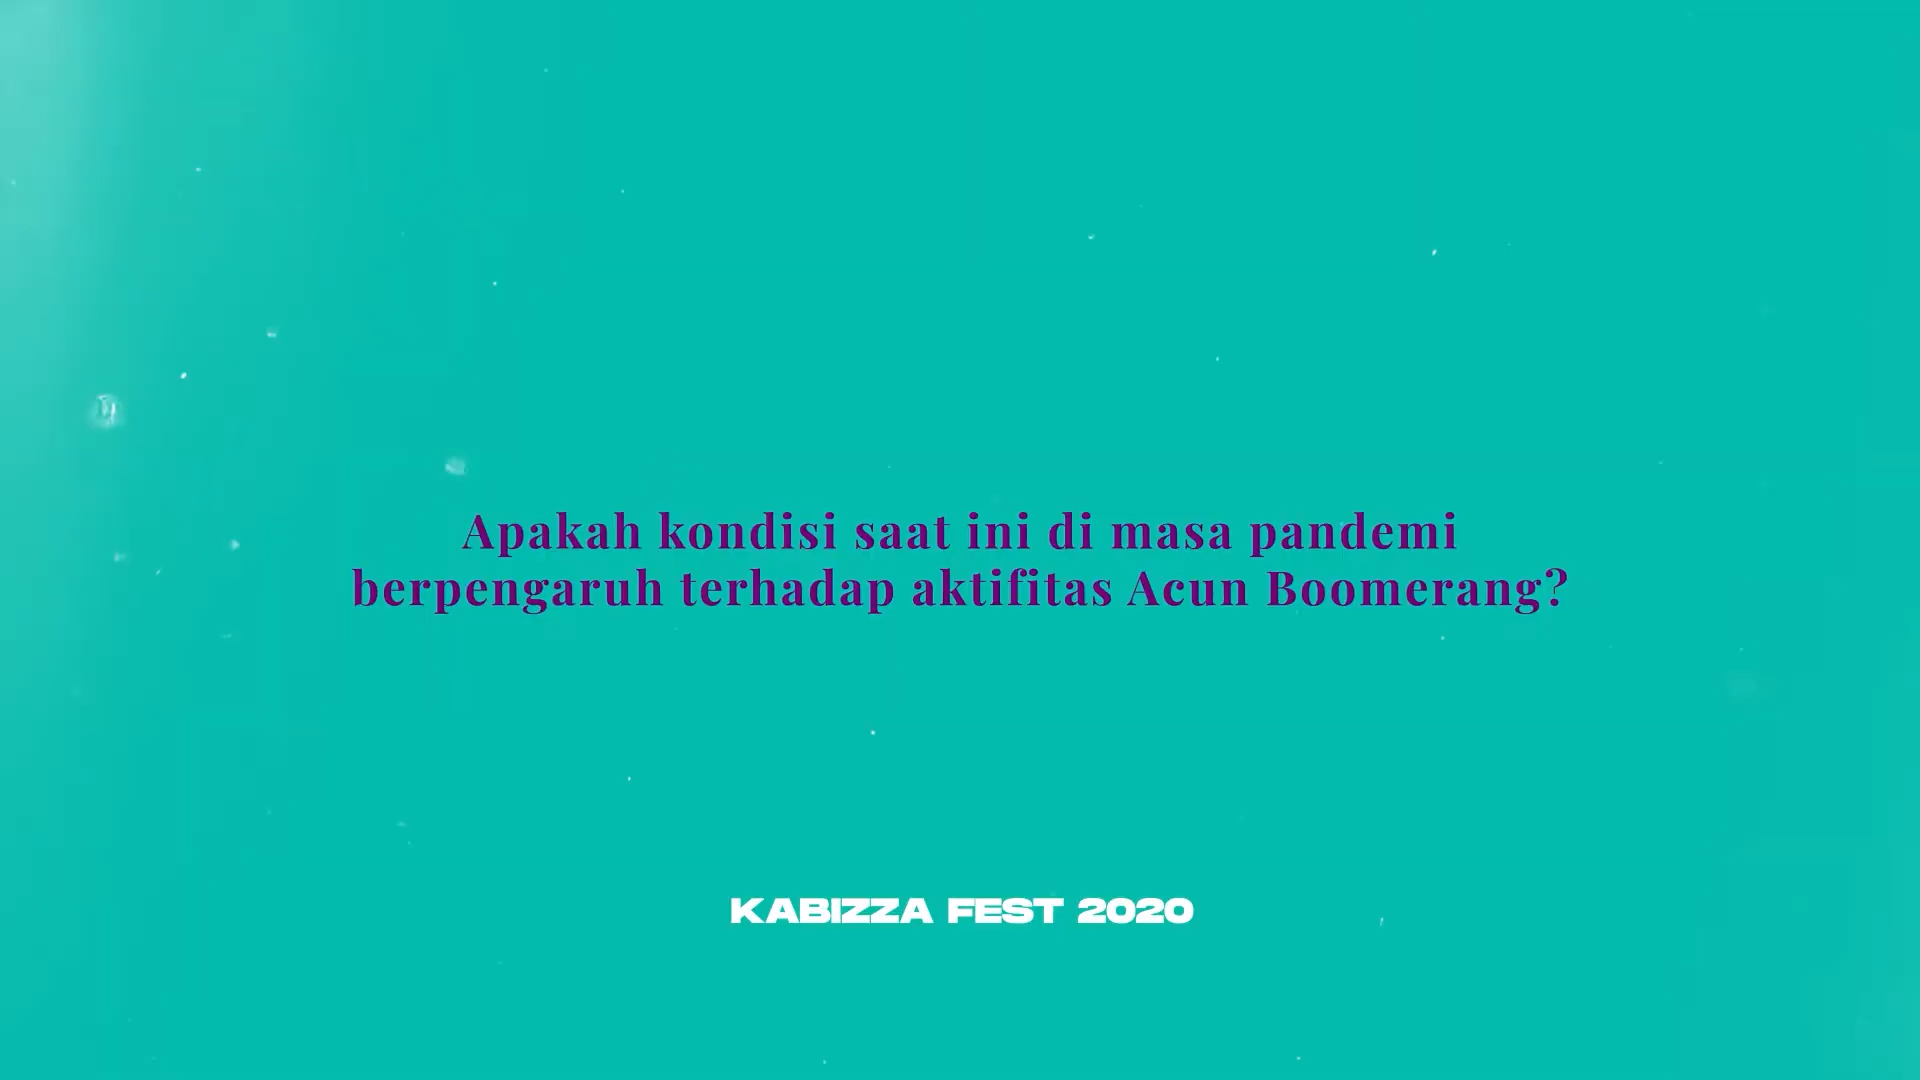 Apakah kondisi saat ini di masa pandemi
berpengaruh terhadap aktifitas Acun Boomerang?
KABIZZA FEST 2020